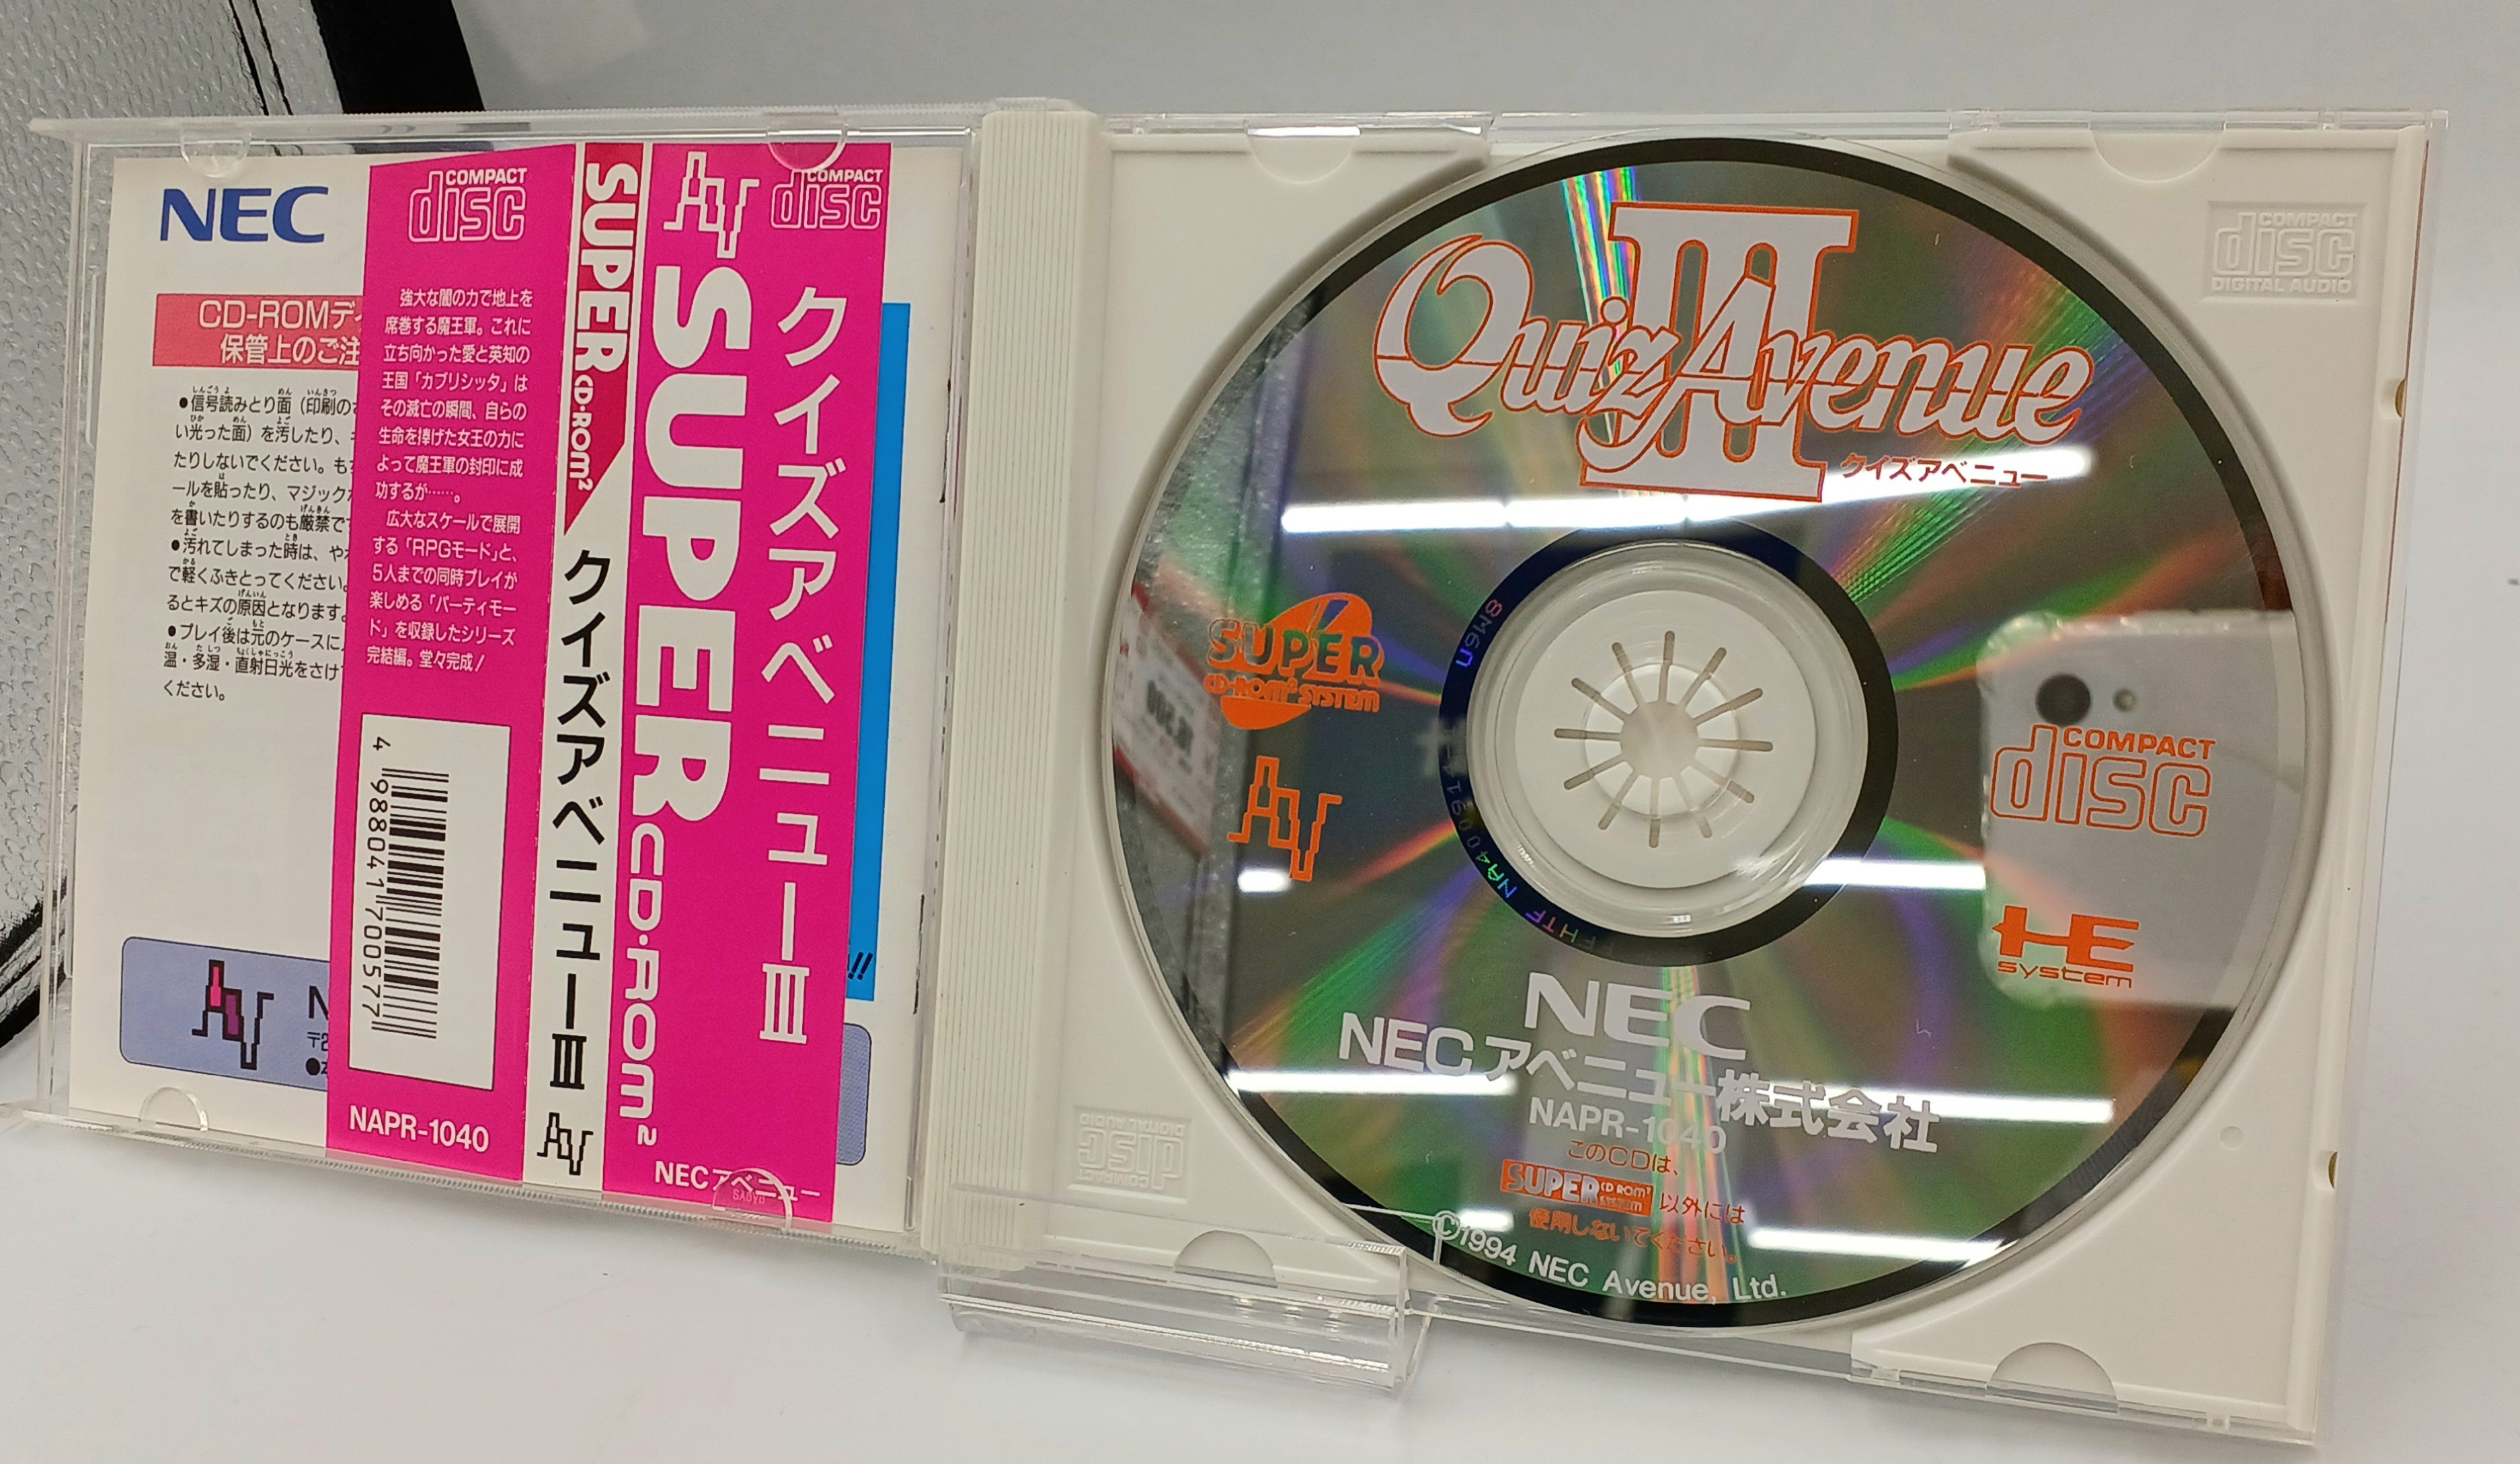 NEC
CD-ROMディ
保管上のご注
●信号読みとり面(印刷の
い光った面)を汚したり、
たりしないでください。も
ールを貼ったり、マジック
を書いたりするのも厳禁で
●汚れてしまった時は、や
で軽くふきとってください。
るとキズの原因となります。
●プレイ後は元のケースに
温・多湿・直射日光をさけ
ください。
COMPACT
disc
強大な闇の力で地上を
席巻する魔王軍。これに
立ち向かった愛と英知の
王国「カブリシッタ」は
その滅亡の瞬間、自らの
生命を捧げた女王の力に
よって魔王軍の封印に成
功するが……。
広大なスケールで展開
する「RPGモード」と、
5人までの同時プレイが
楽しめる「パーティモー
ド」を収録したシリーズ
完結編。堂々完成!
4 988041 700577
NAPR-1040
SUPER CD-ROM²
クイズアベニューIII
AV
AV
COMPACT
disc
SUPER CD-ROM²
クイズアベニューIII
NECアベニュー
!!
AV
COMPACT
disc
DIGITAL AUDIO
III
Quiz Avenue
クイズアベニュー
SUPER
CD-ROM² SYSTEM
AV
COMPACT
disc
HE
system
NEC
NECアベニュー株式会社
NAPR-1040
このCDは、
SUPER CD ROM² System 以外には
使用しないでください。
©1994 NEC Avenue, Ltd.
COMPACT
disc
DIGITAL AUDIO